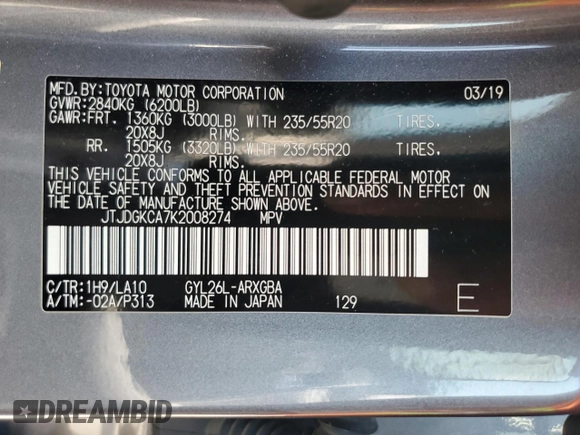 MFD.BY:TOYOTA MOTOR CORPORATION 03/19
GVWR:2840KG (6200LB)
GAWR:FRT. 1360KG (3000LB) WITH 235/55R20 TIRES.
20X8J RIMS.
RR. 1505KG (3320LB) WITH 235/55R20 TIRES.
20X8J RIMS.
THIS VEHICLE CONFORMS TO ALL APPLICABLE FEDERAL MOTOR
VEHICLE SAFETY AND THEFT PREVENTION STANDARDS IN EFFECT
ON THE DATE OF MANUFACTURE SHOWN ABOVE.
JTJDGKCA7K2008274 MPV
C/TR:1H9/LA10 GYL26L-ARXGBA
A/TM:-02A/P313 MADE IN JAPAN 129 E
DREAMBID